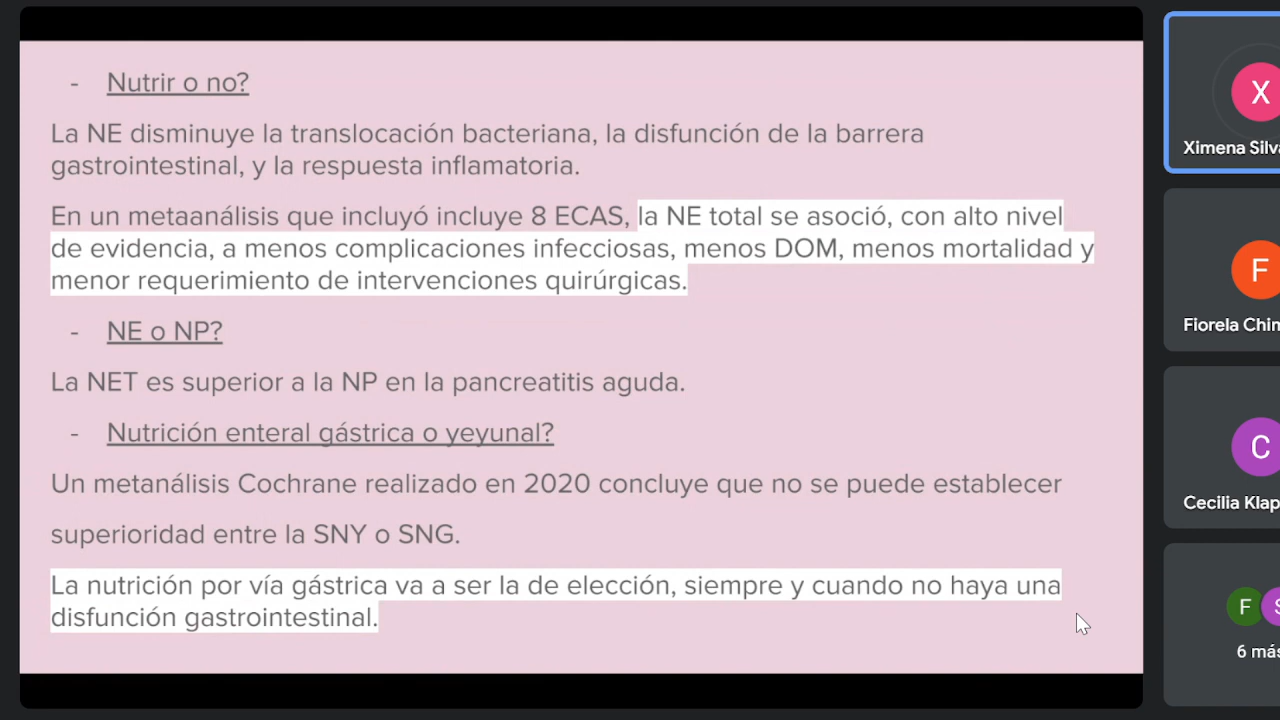 - Nutrir o no?
La NE disminuye la translocación bacteriana, la disfunción de la barrera
gastrointestinal, y la respuesta inflamatoria.
En un metaanálisis que incluyó incluye 8 ECAS, la NE total se asoció, con alto nivel
de evidencia, a menos complicaciones infecciosas, menos DOM, menos mortalidad y
menor requerimiento de intervenciones quirúrgicas.
- NE o NP?
La NET es superior a la NP en la pancreatitis aguda.
- Nutrición enteral gástrica o yeyunal?
Un metanálisis Cochrane realizado en 2020 concluye que no se puede establecer
superioridad entre la SNY o SNG.
La nutrición por vía gástrica va a ser la de elección, siempre y cuando no haya una
disfunción gastrointestinal.
X
Ximena Silva
F
Fiorela Chin
C
Cecilia Klap
F
6 más